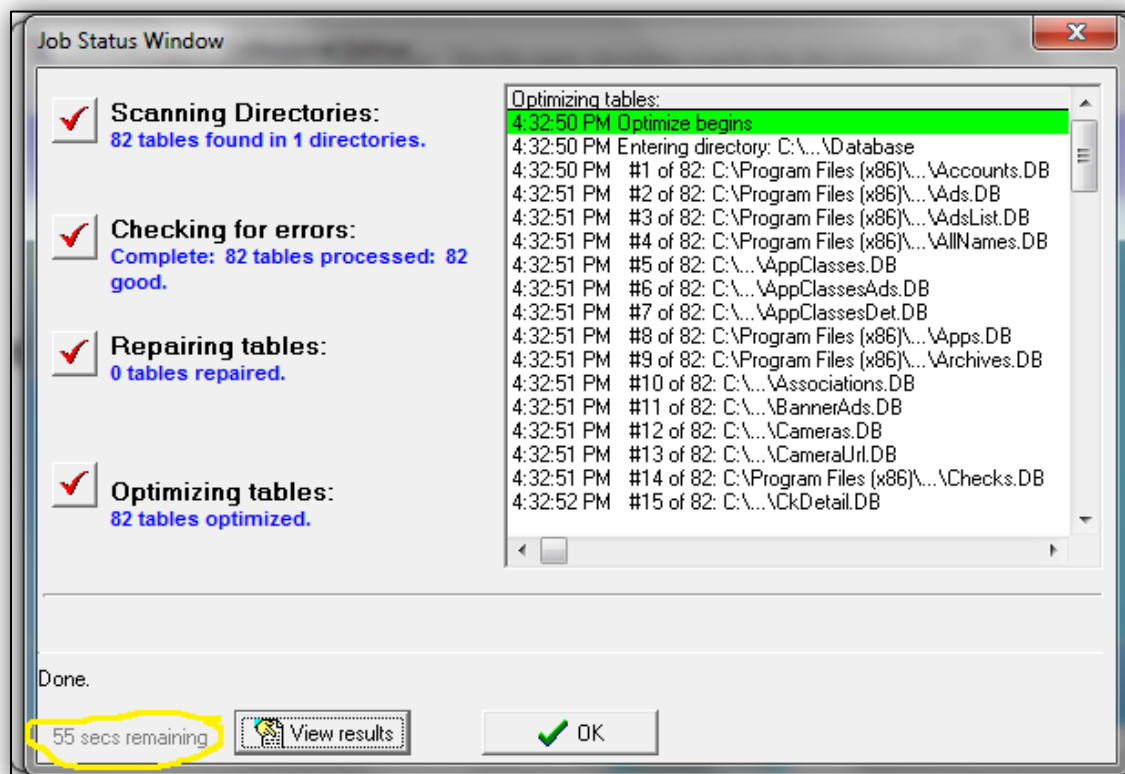 Job Status Window
Scanning Directories:
82 tables found in 1 directories.
Checking for errors:
Complete: 82 tables processed: 82
good.
Repairing tables:
0 tables repaired.
Optimizing tables:
82 tables optimized.
Optimizing tables:
4:32:50 PM Optimize begins
4:32:50 PM Entering directory: C:\...\Database
4:32:50 PM #1 of 82: C:\Program Files (x86)\...\Accounts.DB
4:32:51 PM #2 of 82: C:\Program Files (x86)\...\Ads.DB
4:32:51 PM #3 of 82: C:\Program Files (x86)\...\AdsList.DB
4:32:51 PM #4 of 82: C:\Program Files (x86)\...\AllNames.DB
4:32:51 PM #5 of 82: C:\...\AppClasses.DB
4:32:51 PM #6 of 82: C:\...\AppClassesAds.DB
4:32:51 PM #7 of 82: C:\...\AppClassesDet.DB
4:32:51 PM #8 of 82: C:\Program Files (x86)\...\Apps.DB
4:32:51 PM #9 of 82: C:\Program Files (x86)\...\Archives.DB
4:32:51 PM #10 of 82: C:\...\Associations.DB
4:32:51 PM #11 of 82: C:\...\BannerAds.DB
4:32:51 PM #12 of 82: C:\...\Cameras.DB
4:32:51 PM #13 of 82: C:\...\CameraUrl.DB
4:32:51 PM #14 of 82: C:\Program Files (x86)\...\Checks.DB
4:32:52 PM #15 of 82: C:\...\CkDetail.DB
Done.
55 secs remaining
View results
OK